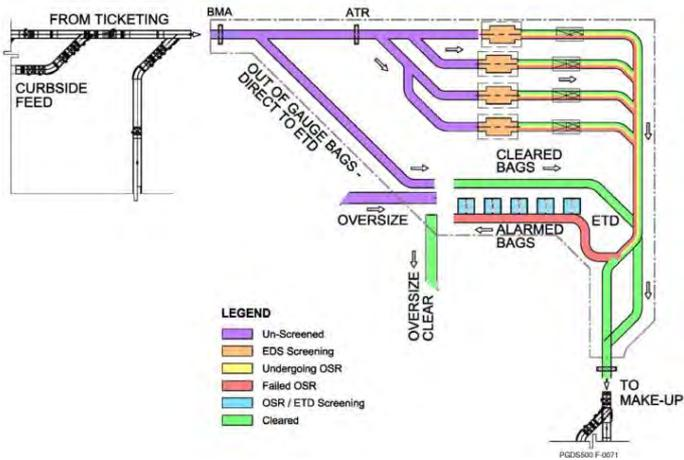 FROM TICKETING
BMA
ATR
CURBSIDE
FEED
OUT OF GAUGE BAGS -
DIRECT TO ETD
CLEARED
BAGS
OVERSIZE
ETD
ALARMED
BAGS
OVERSIZE
CLEAR
LEGEND
Un-Screened
EDS Screening
Undergoing OSR
Failed OSR
OSR / ETD Screening
Cleared
TO
MAKE-UP
PGDS500 F-0071